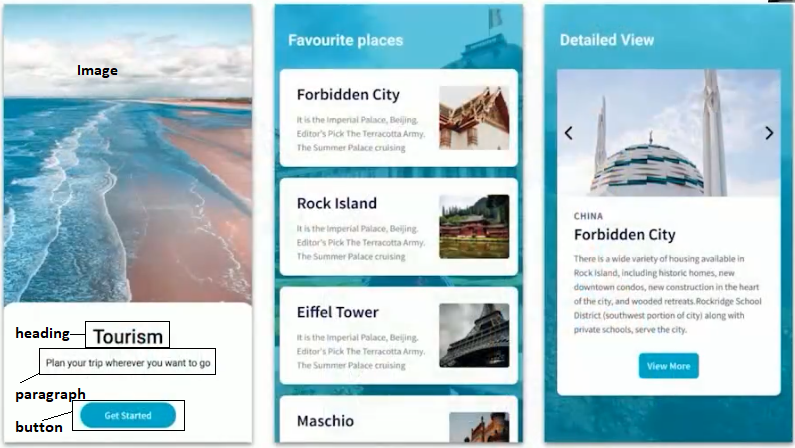 Image
heading
Tourism
Plan your trip wherever you want to go
paragraph
Get Started
button
Favourite places
Forbidden City
It is the Imperial Palace, Beijing.
Editor's Pick The Terracotta Army.
The Summer Palace cruising
Rock Island
It is the Imperial Palace, Beijing.
Editor's Pick The Terracotta Army.
The Summer Palace cruising
Eiffel Tower
It is the Imperial Palace, Beijing.
Editor's Pick The Terracotta Army.
The Summer Palace cruising
Maschio
Detailed View
CHINA
Forbidden City
There is a wide variety of housing available in
Rock Island, including historic homes, new
downtown condos, new construction in the heart
of the city, and wooded retreats.Rockridge School
District (southwest portion of city) along with
private schools, serve the city.
View More